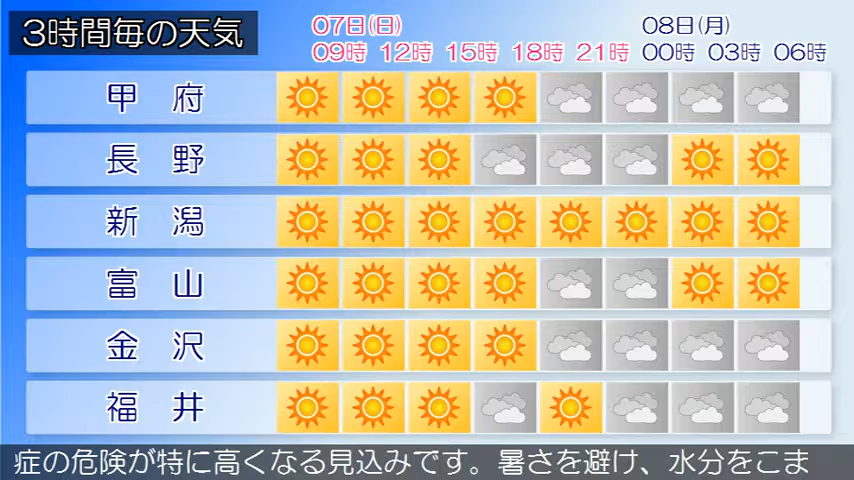 3時間毎の天気
07日(日) 08日(月)
09時 12時 15時 18時 21時 00時 03時 06時
甲府
長野
新潟
富山
金沢
福井
症の危険が特に高くなる見込みです。暑さを避け、水分をこま